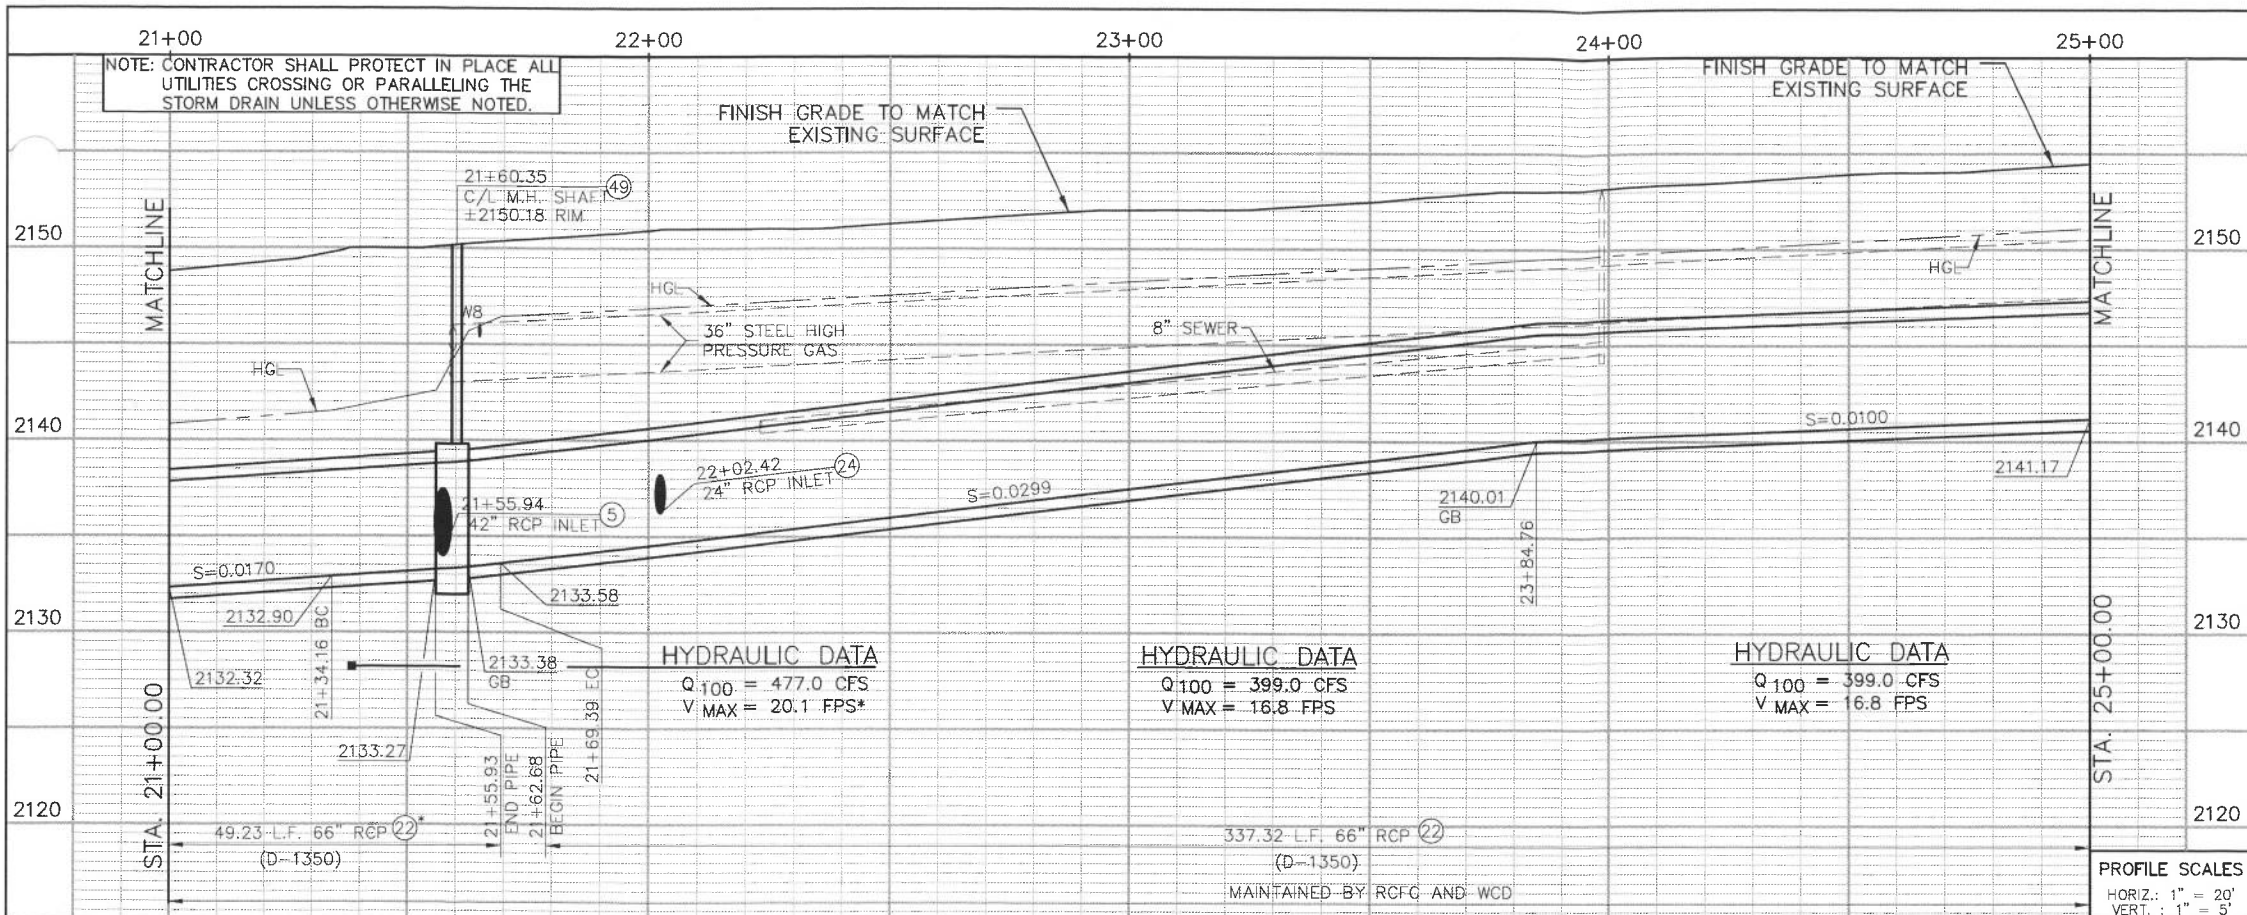 21+00
22+00
23+00
24+00
25+00
NOTE: CONTRACTOR SHALL PROTECT IN PLACE ALL
UTILITIES CROSSING OR PARALLELING THE
STORM DRAIN UNLESS OTHERWISE NOTED.
FINISH GRADE TO MATCH
EXISTING SURFACE
FINISH GRADE TO MATCH
EXISTING SURFACE
21+60.35
C/L M.H. SHAFT 49
±2150.18 RIM
MATCHLINE
MATCHLINE
2150
2150
HGL
HGL
W8
36" STEEL HIGH
PRESSURE GAS
8" SEWER
HGL
2140
2140
S=0.0100
22+02.42 24
24" RCP INLET
S=0.0299
2140.01
GB
2141.17
21+55.94
42" RCP INLET 5
23+84.76
S=0.0170
2132.90
2133.58
2130
2130
21+34.16 BC
2132.32
2133.38
GB
21+69.39 EC
HYDRAULIC DATA
Q 100 = 477.0 CFS
V MAX = 20.1 FPS*
HYDRAULIC DATA
Q 100 = 399.0 CFS
V MAX = 16.8 FPS
HYDRAULIC DATA
Q 100 = 399.0 CFS
V MAX = 16.8 FPS
2133.27
STA. 21+00.00
STA. 25+00.00
21+55.93
END PIPE
21+62.68
BEGIN PIPE
2120
2120
49.23 L.F. 66" RCP 22*
(D-1350)
337.32 L.F. 66" RCP 22
(D-1350)
MAINTAINED BY RCFC AND WCD
PROFILE SCALES
HORIZ.: 1" = 20'
VERT. : 1" = 5'